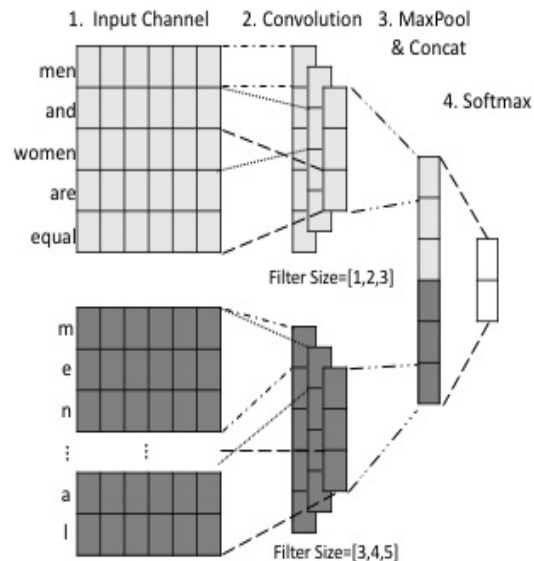 1. Input Channel
2. Convolution
3. MaxPool
& Concat
4. Softmax
men
and
women
are
equal
Filter Size=[1,2,3]
m
e
n
⋮
⋮
a
l
Filter Size=[3,4,5]